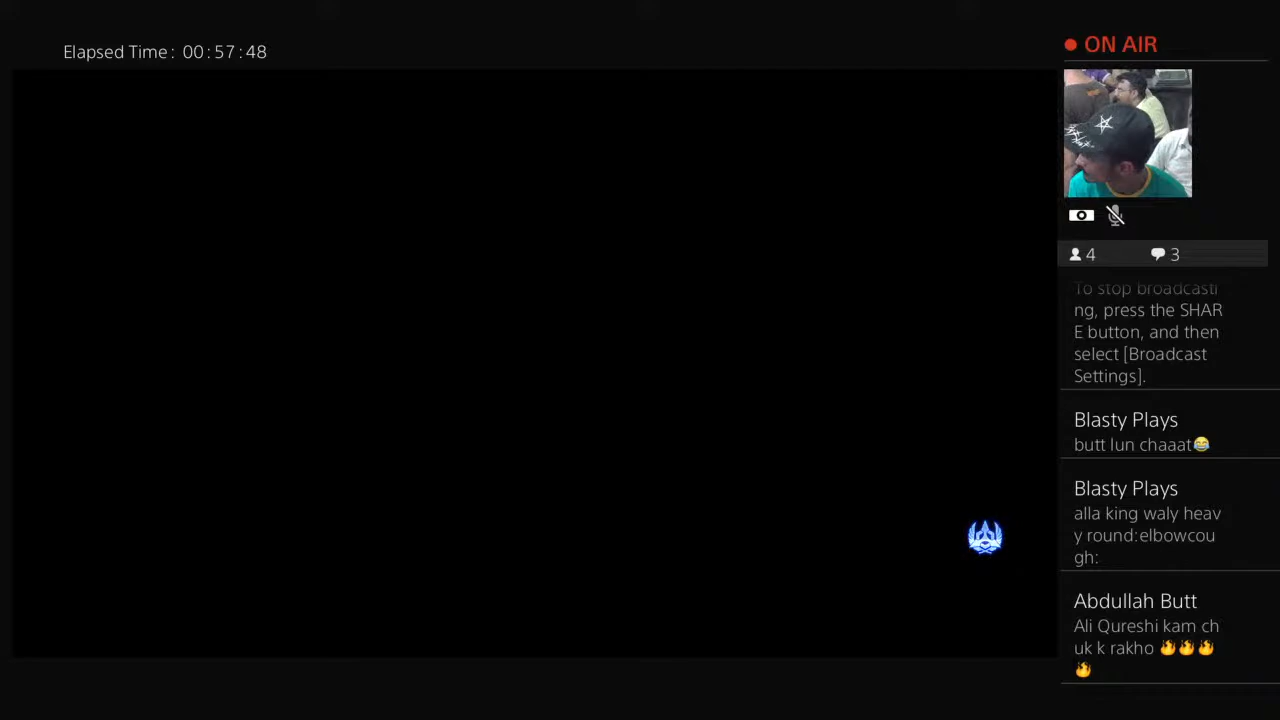 Elapsed Time: 00:57:48
ON AIR
4 3
To stop broadcasti
ng, press the SHAR
E button, and then
select [Broadcast
Settings].
Blasty Plays
butt lun chaaat😂
Blasty Plays
alla king waly heav
y round:elbowcou
gh:
Abdullah Butt
Ali Qureshi kam ch
uk k rakho 🔥🔥🔥
🔥